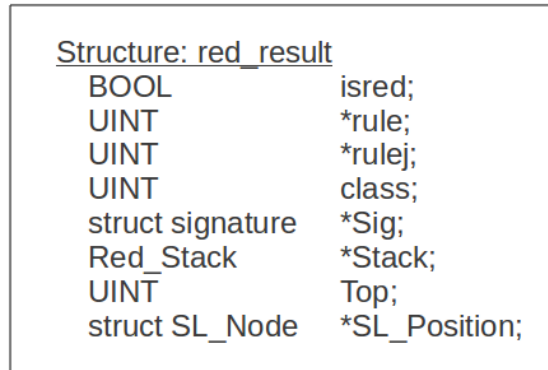 Structure: red_result
BOOL isred;
UINT *rule;
UINT *rulej;
UINT class;
struct signature *Sig;
Red_Stack *Stack;
UINT Top;
struct SL_Node *SL_Position;